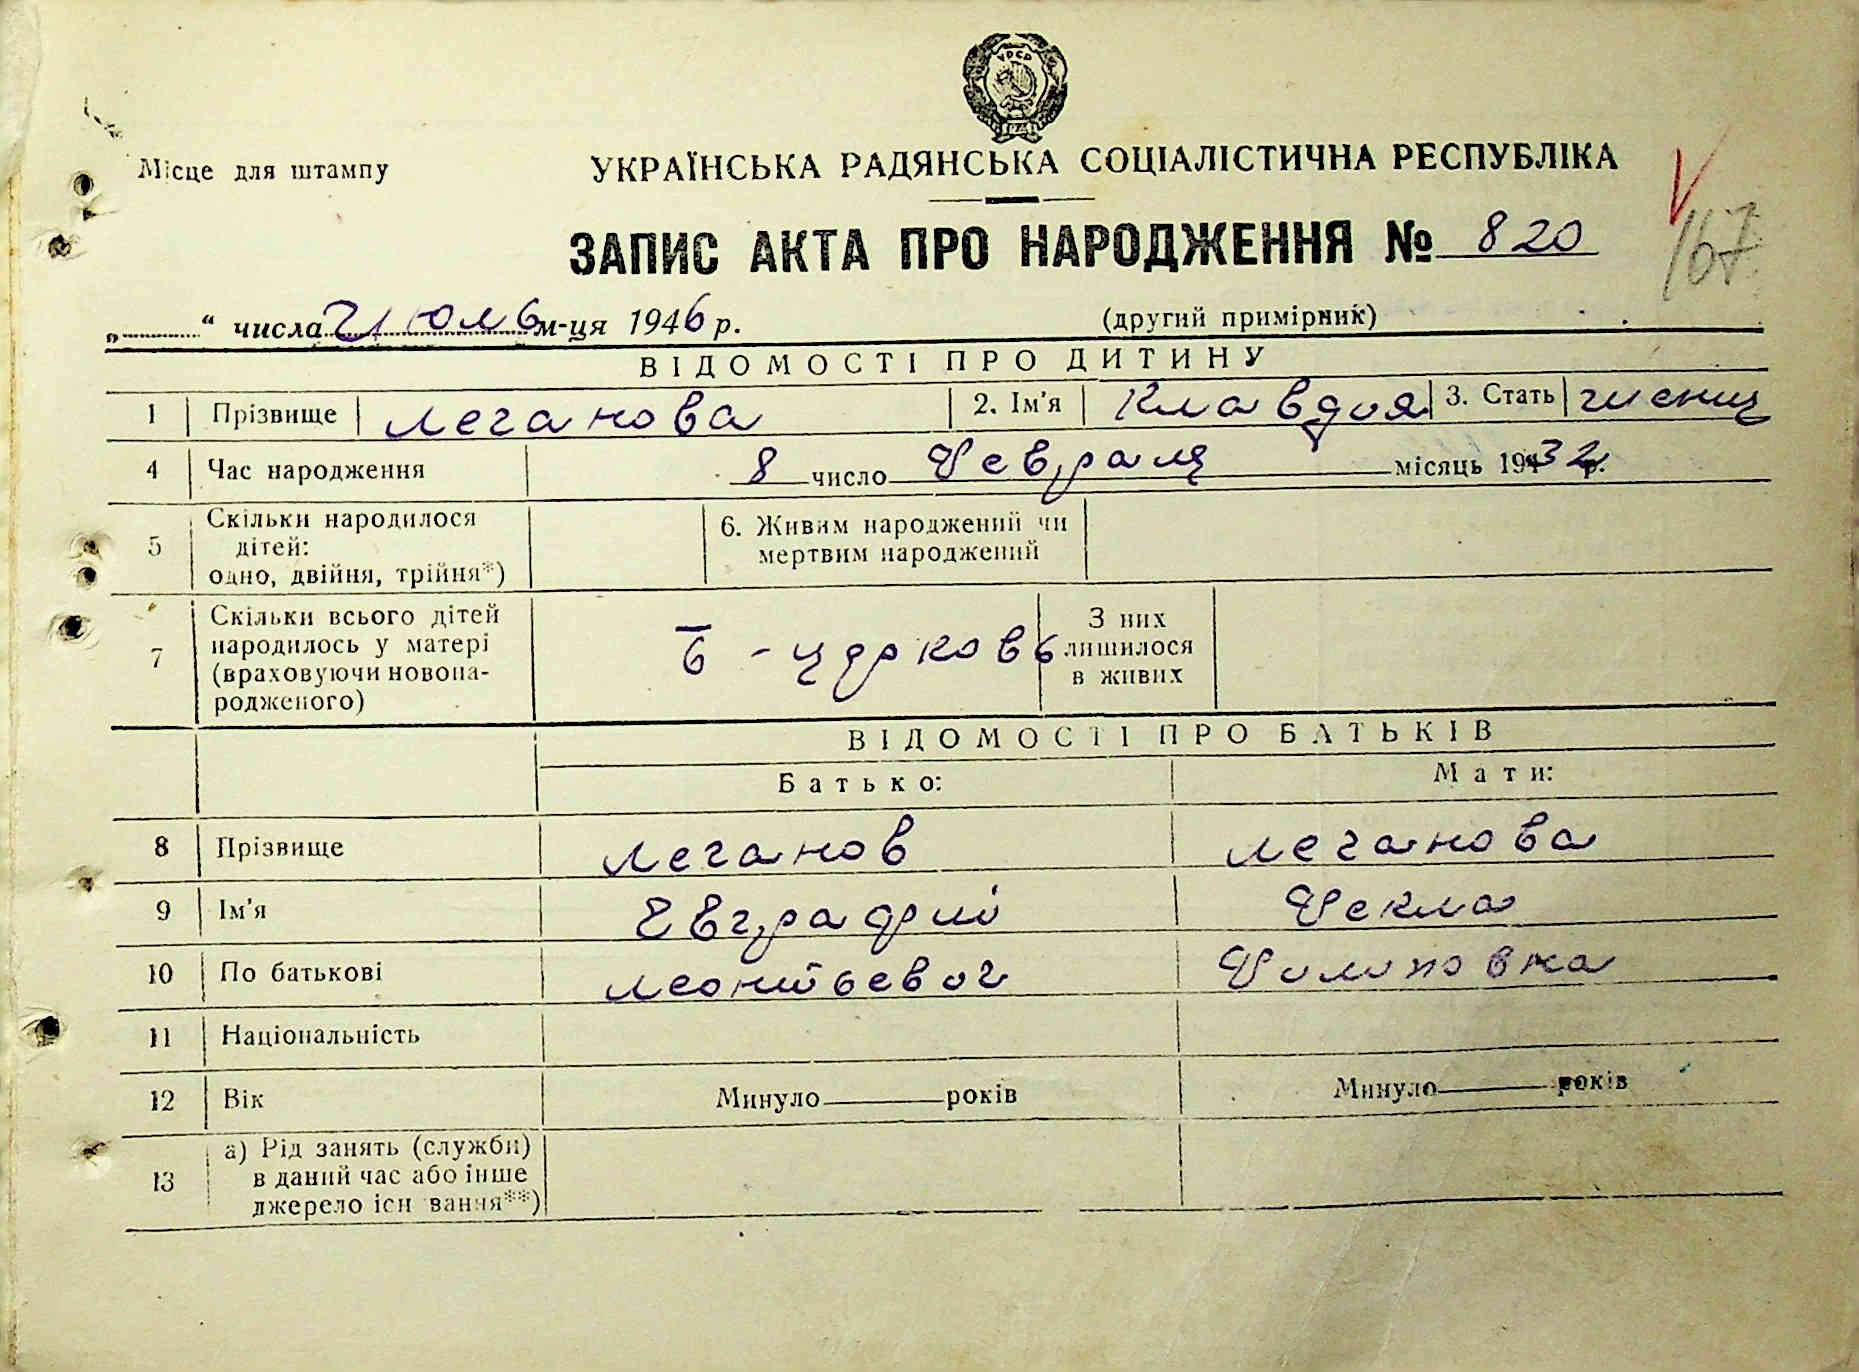 УРСР
Місце для штампу
УКРАЇНСЬКА РАДЯНСЬКА СОЦІАЛІСТИЧНА РЕСПУБЛІКА
ЗАПИС АКТА ПРО НАРОДЖЕННЯ № 820
167
„ “ числа Июль м-ця 1946 р. (другий примірник)
ВІДОМОСТІ ПРО ДИТИНУ
1 Прізвище Леганова 2. Ім'я Клавдия 3. Стать
4 Час народження 8 число Февраля місяць 1932 р.
5 Скільки народилося дітей: одно, двійня, трійня*) 6. Живим народжений чи мертвим народжений
7 Скільки всього дітей народилось у матері (враховуючи новона-родженого) З них лишилося в живих
ВІДОМОСТІ ПРО БАТЬКІВ
Батько: Мати:
8 Прізвище Леганов Леганова
9 Ім'я Евграфий Фекла
10 По батькові Леонтьевич Филиповна
11 Національність
12 Вік Минуло років Минуло років
13 а) Рід занять (служби) в даний час або інше джерело існування**)